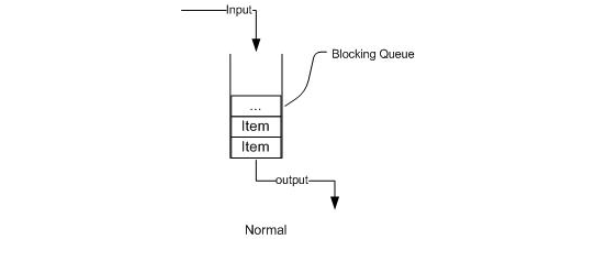 Input
Blocking Queue
...
Item
Item
output
Normal